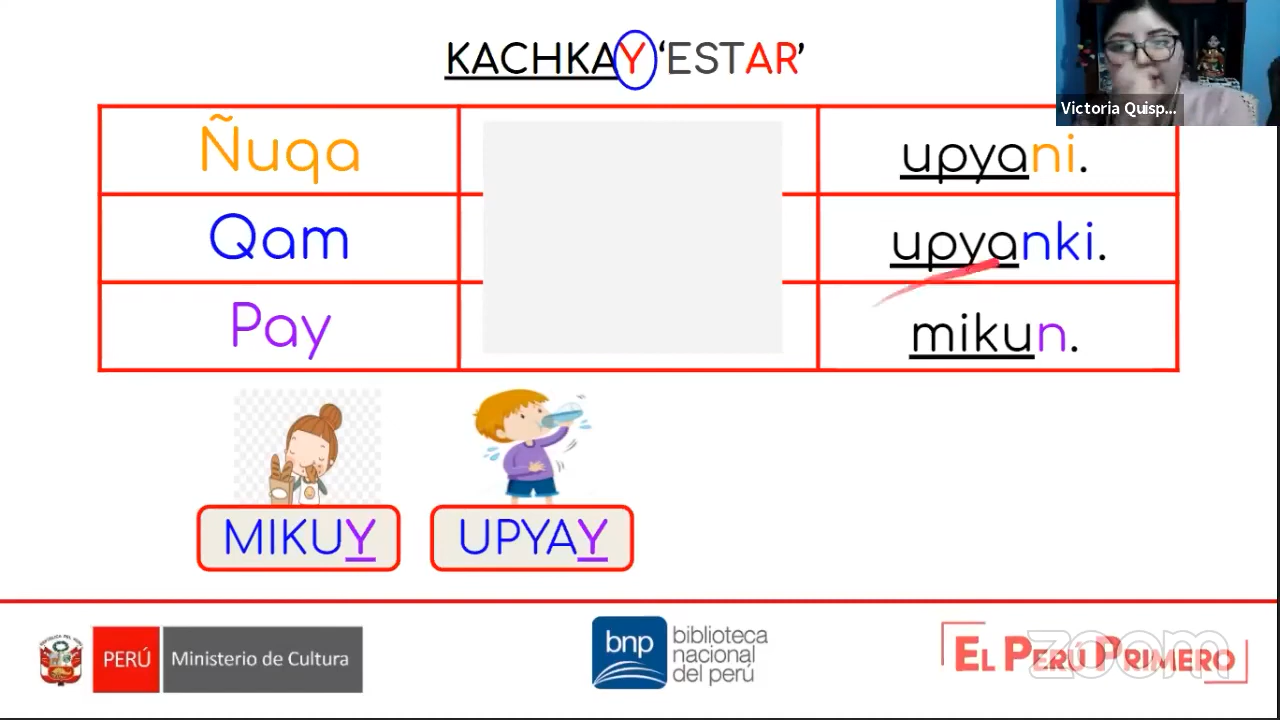 KACHKAY ‘ESTAR’
Victoria Quisp...
Ñuqa upyani.
Qam upyanki.
Pay mikun.
MIKUY UPYAY
PERÚ Ministerio de Cultura
bnp biblioteca nacional del perú
EL PERÚ PRIMERO
zoom